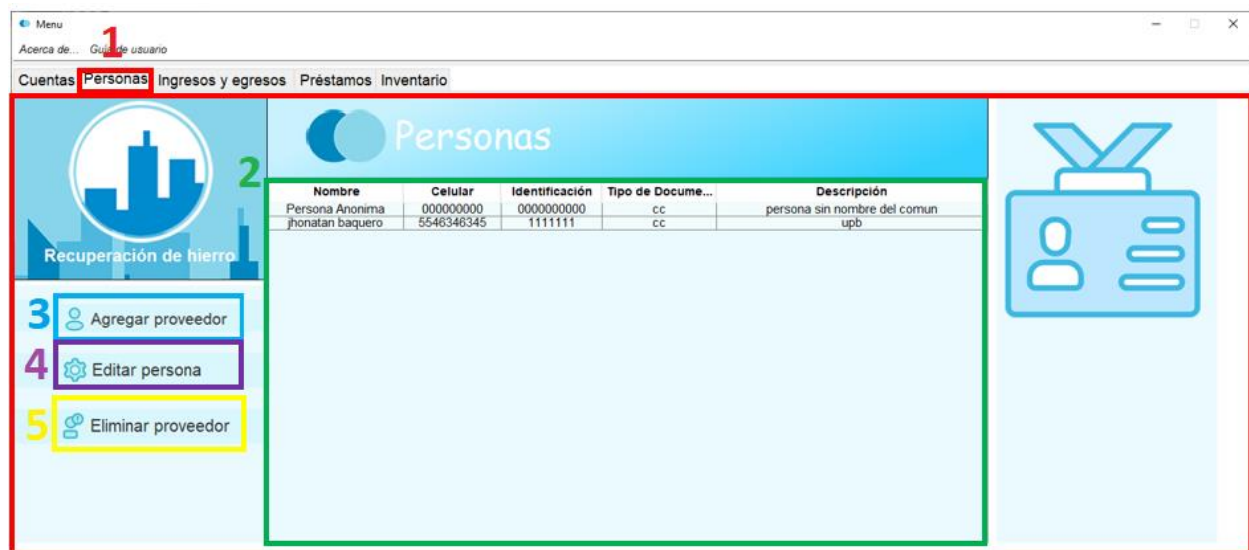 Menu
1
Acerca de... Guía de usuario
Cuentas Personas Ingresos y egresos Préstamos Inventario
Personas
2
Recuperación de hierro
Nombre Celular Identificación Tipo de Docume... Descripción
Persona Anonima 000000000 0000000000 cc persona sin nombre del comun
jhonatan baquero 5546346345 1111111 cc upb
3 Agregar proveedor
4 Editar persona
5 Eliminar proveedor